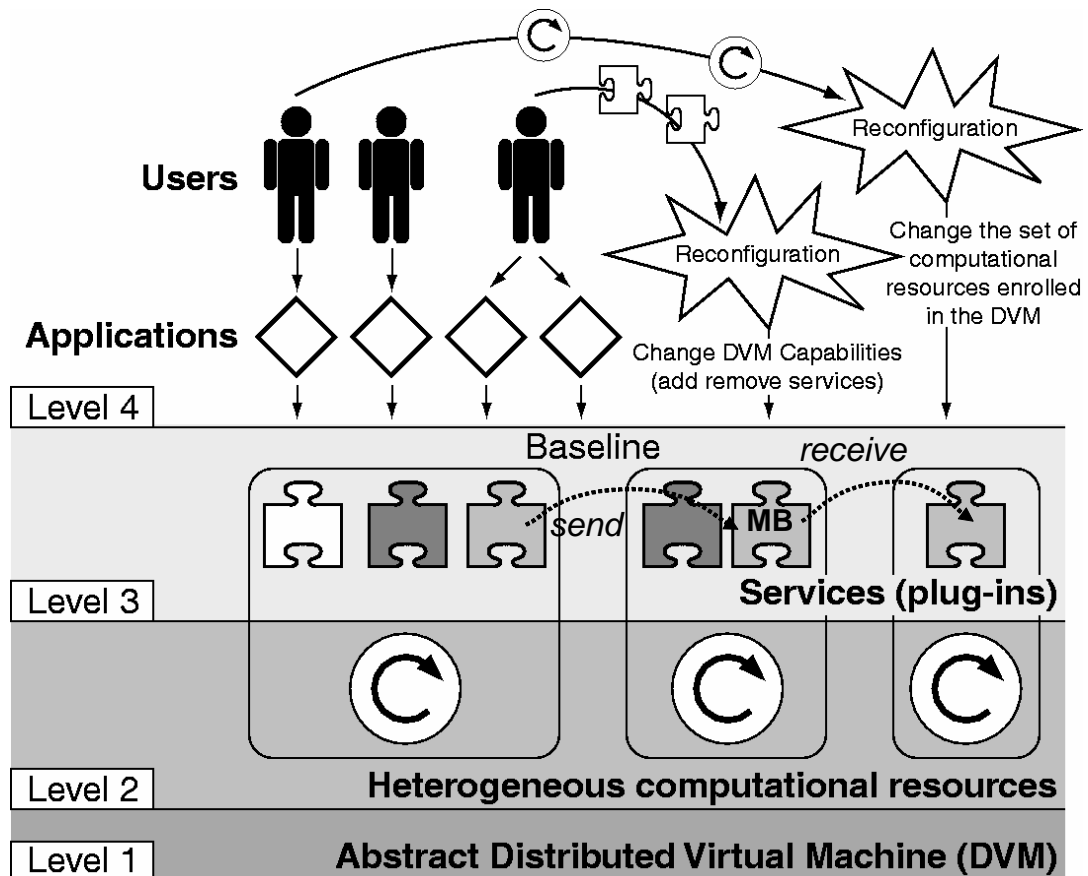 Reconfiguration
Users
Change the set of
computational
resources enrolled
in the DVM
Reconfiguration
Applications
Change DVM Capabilities
(add remove services)
Level 4
Baseline
receive
send
MB
Services (plug-ins)
Level 3
Level 2
Heterogeneous computational resources
Level 1
Abstract Distributed Virtual Machine (DVM)